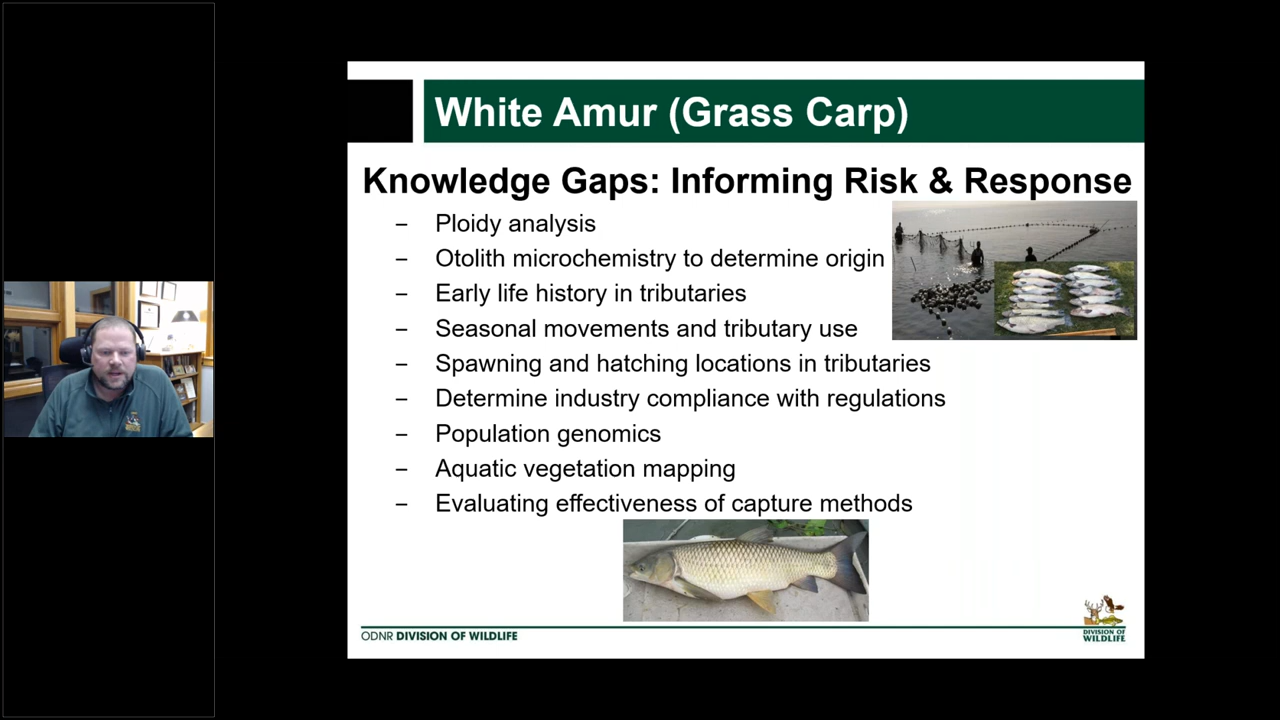 White Amur (Grass Carp)
Knowledge Gaps: Informing Risk & Response
– Ploidy analysis
– Otolith microchemistry to determine origin
– Early life history in tributaries
– Seasonal movements and tributary use
– Spawning and hatching locations in tributaries
– Determine industry compliance with regulations
– Population genomics
– Aquatic vegetation mapping
– Evaluating effectiveness of capture methods
ODNR DIVISION OF WILDLIFE
DIVISION OF
WILDLIFE